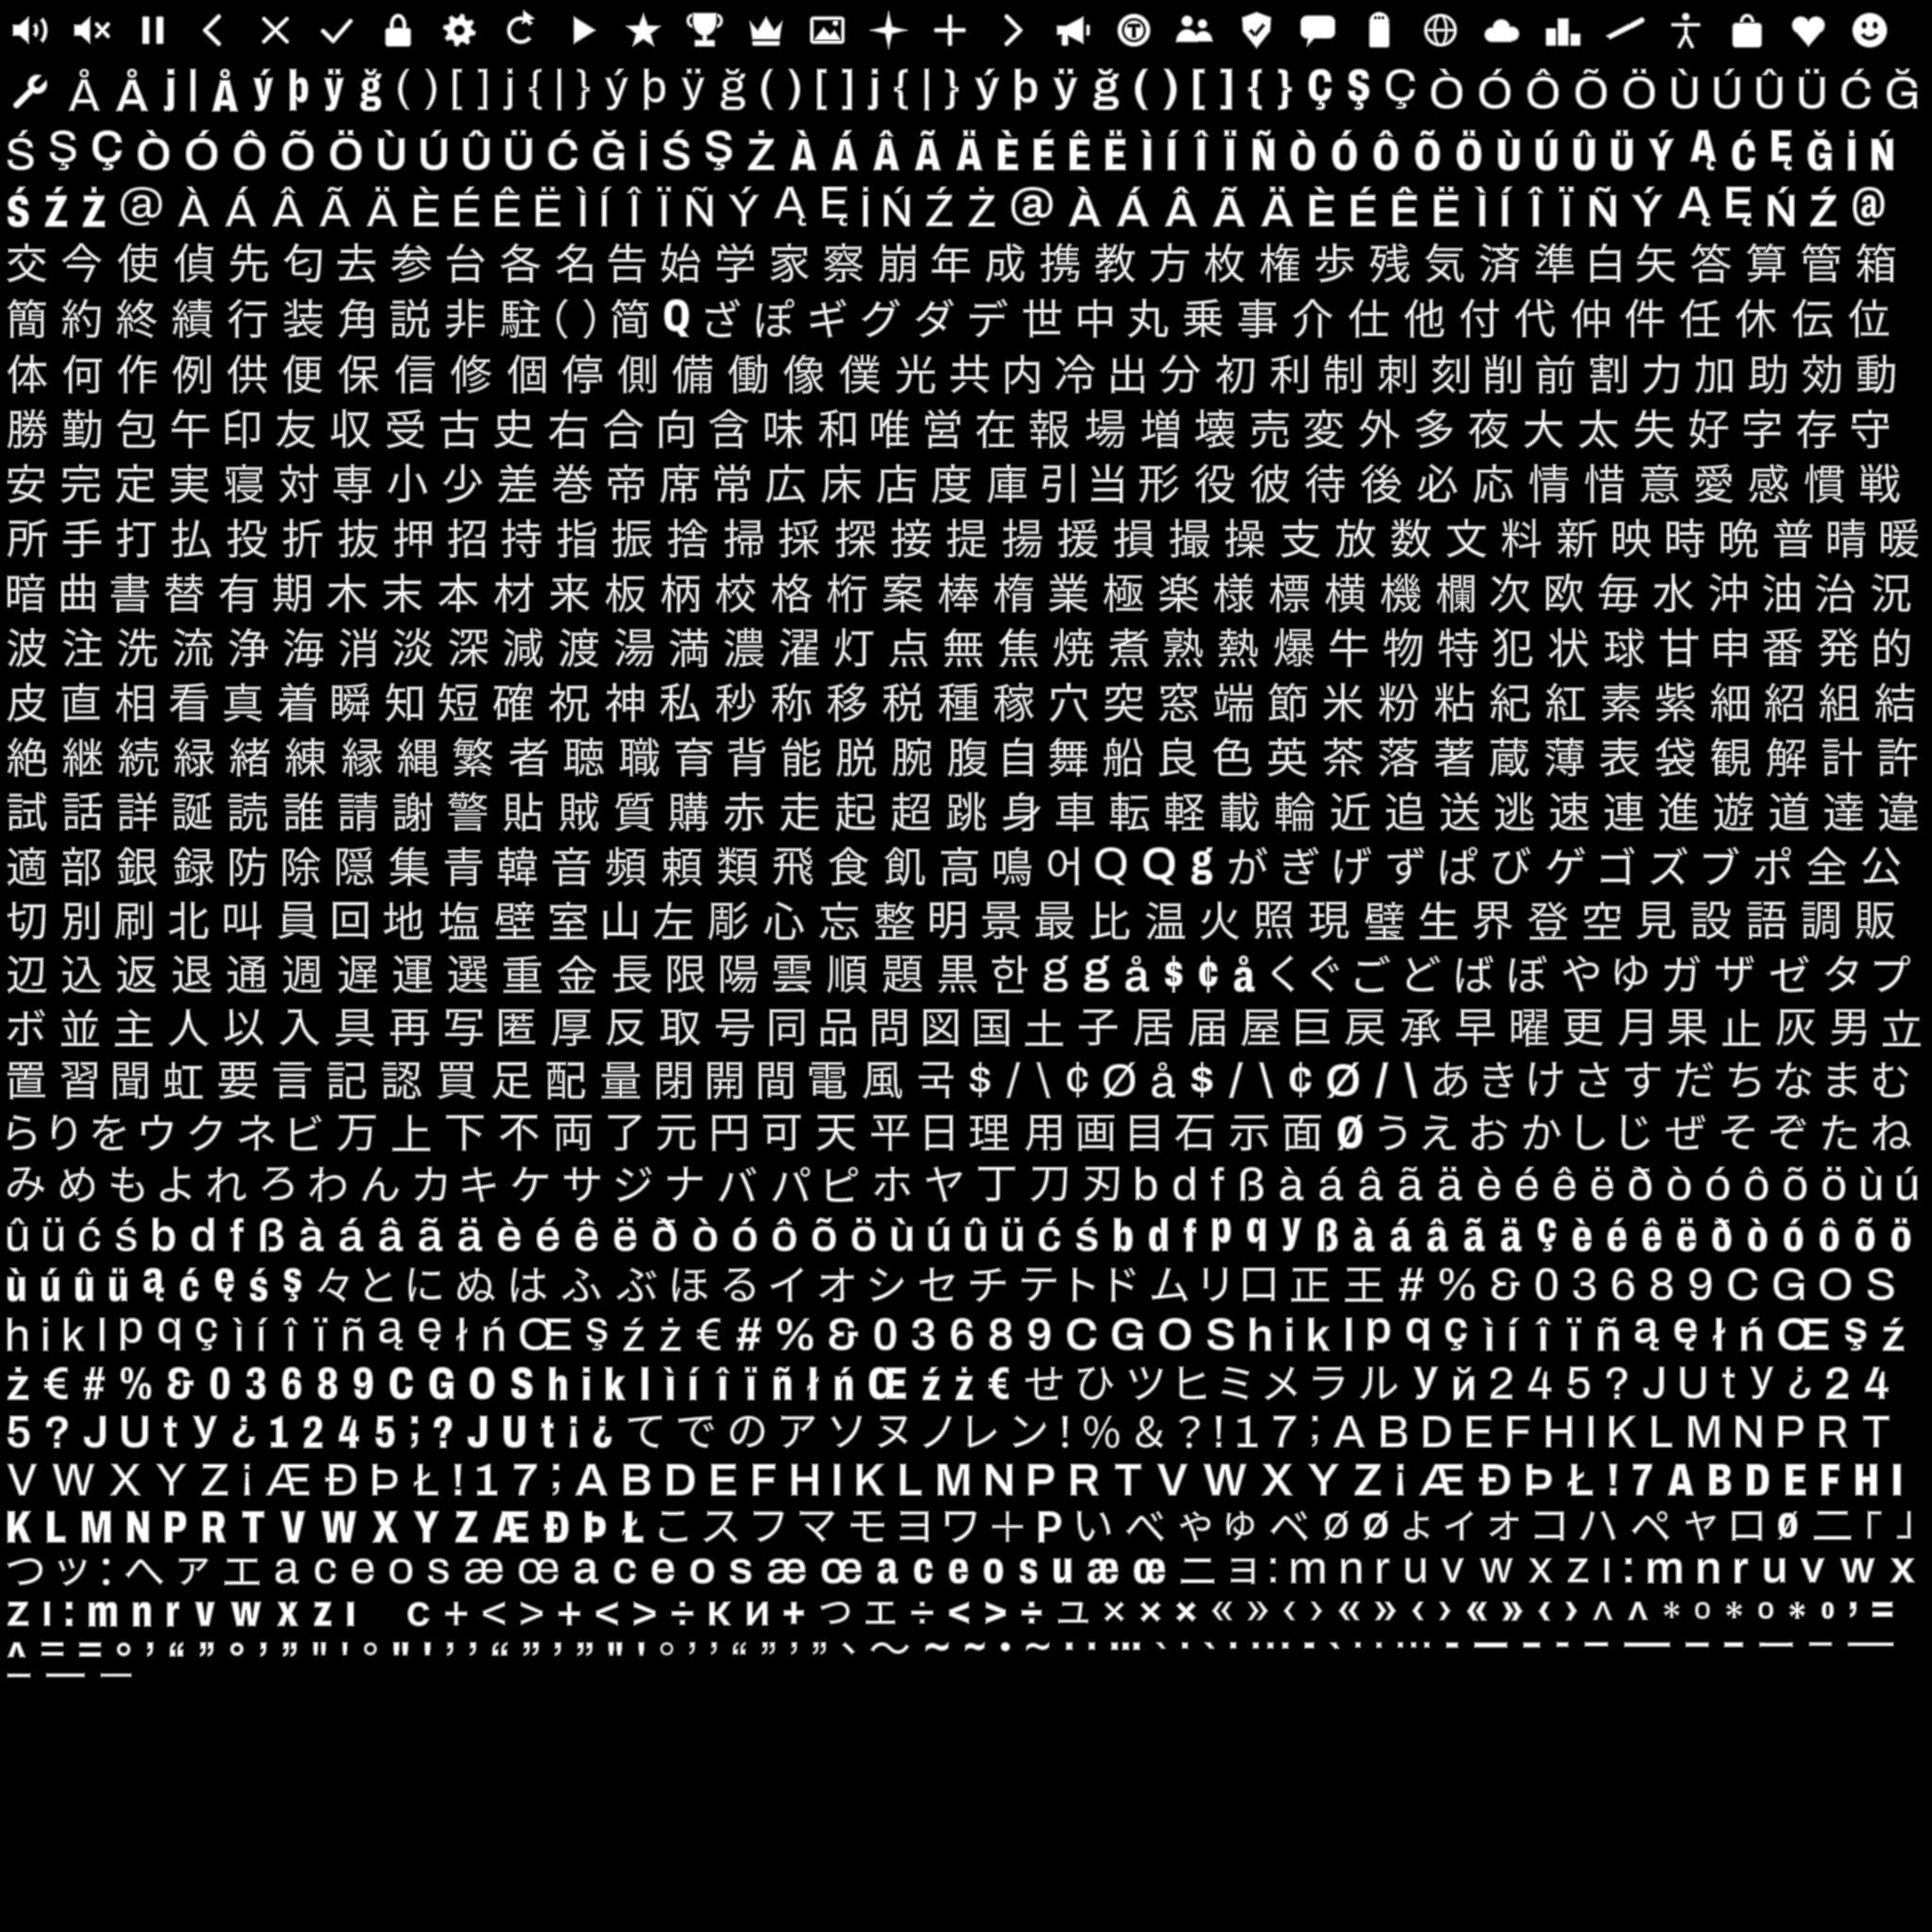 Å Å j | Å ý þ ÿ ğ ( ) [ ] j { | } ý þ ÿ ğ ( ) [ ] j { | } ý þ ÿ ğ ( ) [ ] { } Ç Ş Ç Ò Ó Ô Õ Ö Ù Ú Û Ü Ć Ğ
Ś Ş Ç Ò Ó Ô Õ Ö Ù Ú Û Ü Ć Ğ İ Ś Ş Ż À Á Â Ã Ä È É Ê Ë Ì Í Î Ï Ñ Ò Ó Ô Õ Ö Ù Ú Û Ü Ý Ą Ć Ę Ğ İ Ń
Ś Ź Ż @ À Á Â Ã Ä È É Ê Ë Ì Í Î Ï Ñ Ý Ą Ę İ Ń Ź Ż @ À Á Â Ã Ä È É Ê Ë Ì Í Î Ï Ñ Ý Ą Ę Ń Ź @
交 今 使 偵 先 匂 去 参 台 各 名 告 始 学 家 察 崩 年 成 携 教 方 枚 権 歩 残 気 済 準 白 矢 答 算 管 箱
簡 約 終 績 行 装 角 説 非 駐 ( ) 简 Q ざ ぽ ギ グ ダ デ 世 中 丸 乗 事 介 仕 他 付 代 仲 件 任 休 伝 位
体 何 作 例 供 便 保 信 修 個 停 側 備 働 像 僕 光 共 内 冷 出 分 初 利 制 刺 刻 削 前 割 力 加 助 効 動
勝 勤 包 午 印 友 収 受 古 史 右 合 向 含 味 和 唯 営 在 報 場 増 壊 売 変 外 多 夜 大 太 失 好 字 存 守
安 完 定 実 寝 対 専 小 少 差 巻 帝 席 常 広 床 店 度 庫 引 当 形 役 彼 待 後 必 応 情 惜 意 愛 感 慣 戦
所 手 打 払 投 折 抜 押 招 持 指 振 捨 掃 採 探 接 提 揚 援 損 撮 操 支 放 数 文 料 新 映 時 晩 普 晴 暖
暗 曲 書 替 有 期 木 末 本 材 来 板 柄 校 格 桁 案 棒 楕 業 極 楽 様 標 横 機 欄 次 欧 毎 水 沖 油 治 況
波 注 洗 流 浄 海 消 淡 深 減 渡 湯 満 濃 濯 灯 点 無 焦 焼 煮 熟 熱 爆 牛 物 特 犯 状 球 甘 申 番 発 的
皮 直 相 看 真 着 瞬 知 短 確 祝 神 私 秒 称 移 税 種 稼 穴 突 窓 端 節 米 粉 粘 紀 紅 素 紫 細 紹 組 結
絶 継 続 緑 緒 練 縁 縄 繁 者 聴 職 育 背 能 脱 腕 腹 自 舞 船 良 色 英 茶 落 著 蔵 薄 表 袋 観 解 計 許
試 話 詳 誕 読 誰 請 謝 警 貼 賊 質 購 赤 走 起 超 跳 身 車 転 軽 載 輪 近 追 送 逃 速 連 進 遊 道 達 違
適 部 銀 録 防 除 隠 集 青 韓 音 頻 頼 類 飛 食 飢 高 鳴 어 Q Q ğ が ぎ げ ず ぱ び ゲ ゴ ズ ブ ポ 全 公
切 別 刷 北 叫 員 回 地 塩 壁 室 山 左 彫 心 忘 整 明 景 最 比 温 火 照 現 璧 生 界 登 空 見 設 語 調 販
辺 込 返 退 通 週 遅 運 選 重 金 長 限 陽 雲 順 題 黒 한 ğ ğ å $ ¢ å く ぐ ご ど ば ぼ や ゆ ガ ザ ゼ タ プ
ボ 並 主 人 以 入 具 再 写 匿 厚 反 取 号 同 品 問 図 国 土 子 居 届 屋 巨 戻 承 早 曜 更 月 果 止 灰 男 立
置 習 聞 虹 要 言 記 認 買 足 配 量 閉 開 間 電 風 국 $ / \ ¢ Ø å $ / \ ¢ Ø / \ あ き け さ す だ ち な ま む
ら り を ウ ク ネ ビ 万 上 下 不 両 了 元 円 可 天 平 日 理 用 画 目 石 示 面 Ø う え お か し じ ぜ そ ぞ た ね
み め も よ れ ろ わ ん カ キ ケ サ ジ ナ バ パ ピ ホ ヤ 丁 刀 刃 b d f ß à á â ã ä è é ê ë ð ò ó ô õ ö ù ú
û ü ć ś b d f ß à á â ã ä è é ê ë ð ò ó ô õ ö ù ú û ü ć ś b d f p q y ß à á â ã ä ç è é ê ë ð ò ó ô õ ö
ù ú û ü ą ć ę ś ş 々 と に ぬ は ふ ぶ ほ る イ オ シ セ チ テ ト ド ム リ 口 正 王 # % & 0 3 6 8 9 C G O S
h i k l p q ç ì í î ï ñ ą ę ł ń Œ ş ź ż € # % & 0 3 6 8 9 C G O S h i k l p q ç ì í î ï ñ ą ę ł ń Œ ş ź
ż € # % & 0 3 6 8 9 C G O S h i k l ì í î ï ñ ł ń Œ ź ż € せ ひ ツ ヒ ミ メ ラ ル У й 2 4 5 ? J U t y ¿ 2 4
5 ? J U t y ¿ 1 2 4 5 ; ? J U t ¡ ¿ て で の ア ソ ヌ ノ レ ン ! % & ? ! 1 7 ; A B D E F H I K L M N P R T
V W X Y Z ¡ Æ Ð Þ Ł ! 1 7 ; A B D E F H I K L M N P R T V W X Y Z ¡ Æ Ð Þ Ł ! 7 A B D E F H I
K L M N P R T V W X Y Z Æ Ð Þ Ł こ ス フ マ モ ヨ ワ + Р い べ ゃ ゅ ベ ø ø ょ ィ ォ コ ハ ペ ャ ロ ø 二 「 」
つ ッ : へ ァ エ a c e o s æ œ a c e o s æ œ a c e o s u æ œ ニ ョ : m n r u v w x z ı : m n r u v w x
z ı : m n r v w x z ı с + < > + < > ÷ к и + っ ェ ÷ < > ÷ ュ × × × « » ‹ › « » ‹ › « » ‹ › ^ ^ * o * o * o , =
^ = = ° ’ “ ” ° ’ ” " ' ° " ' ’ ’ “ ” ’ ” " ' ° ’ ’ “ ” ’ ” 、 〜 ~ ~ • ~